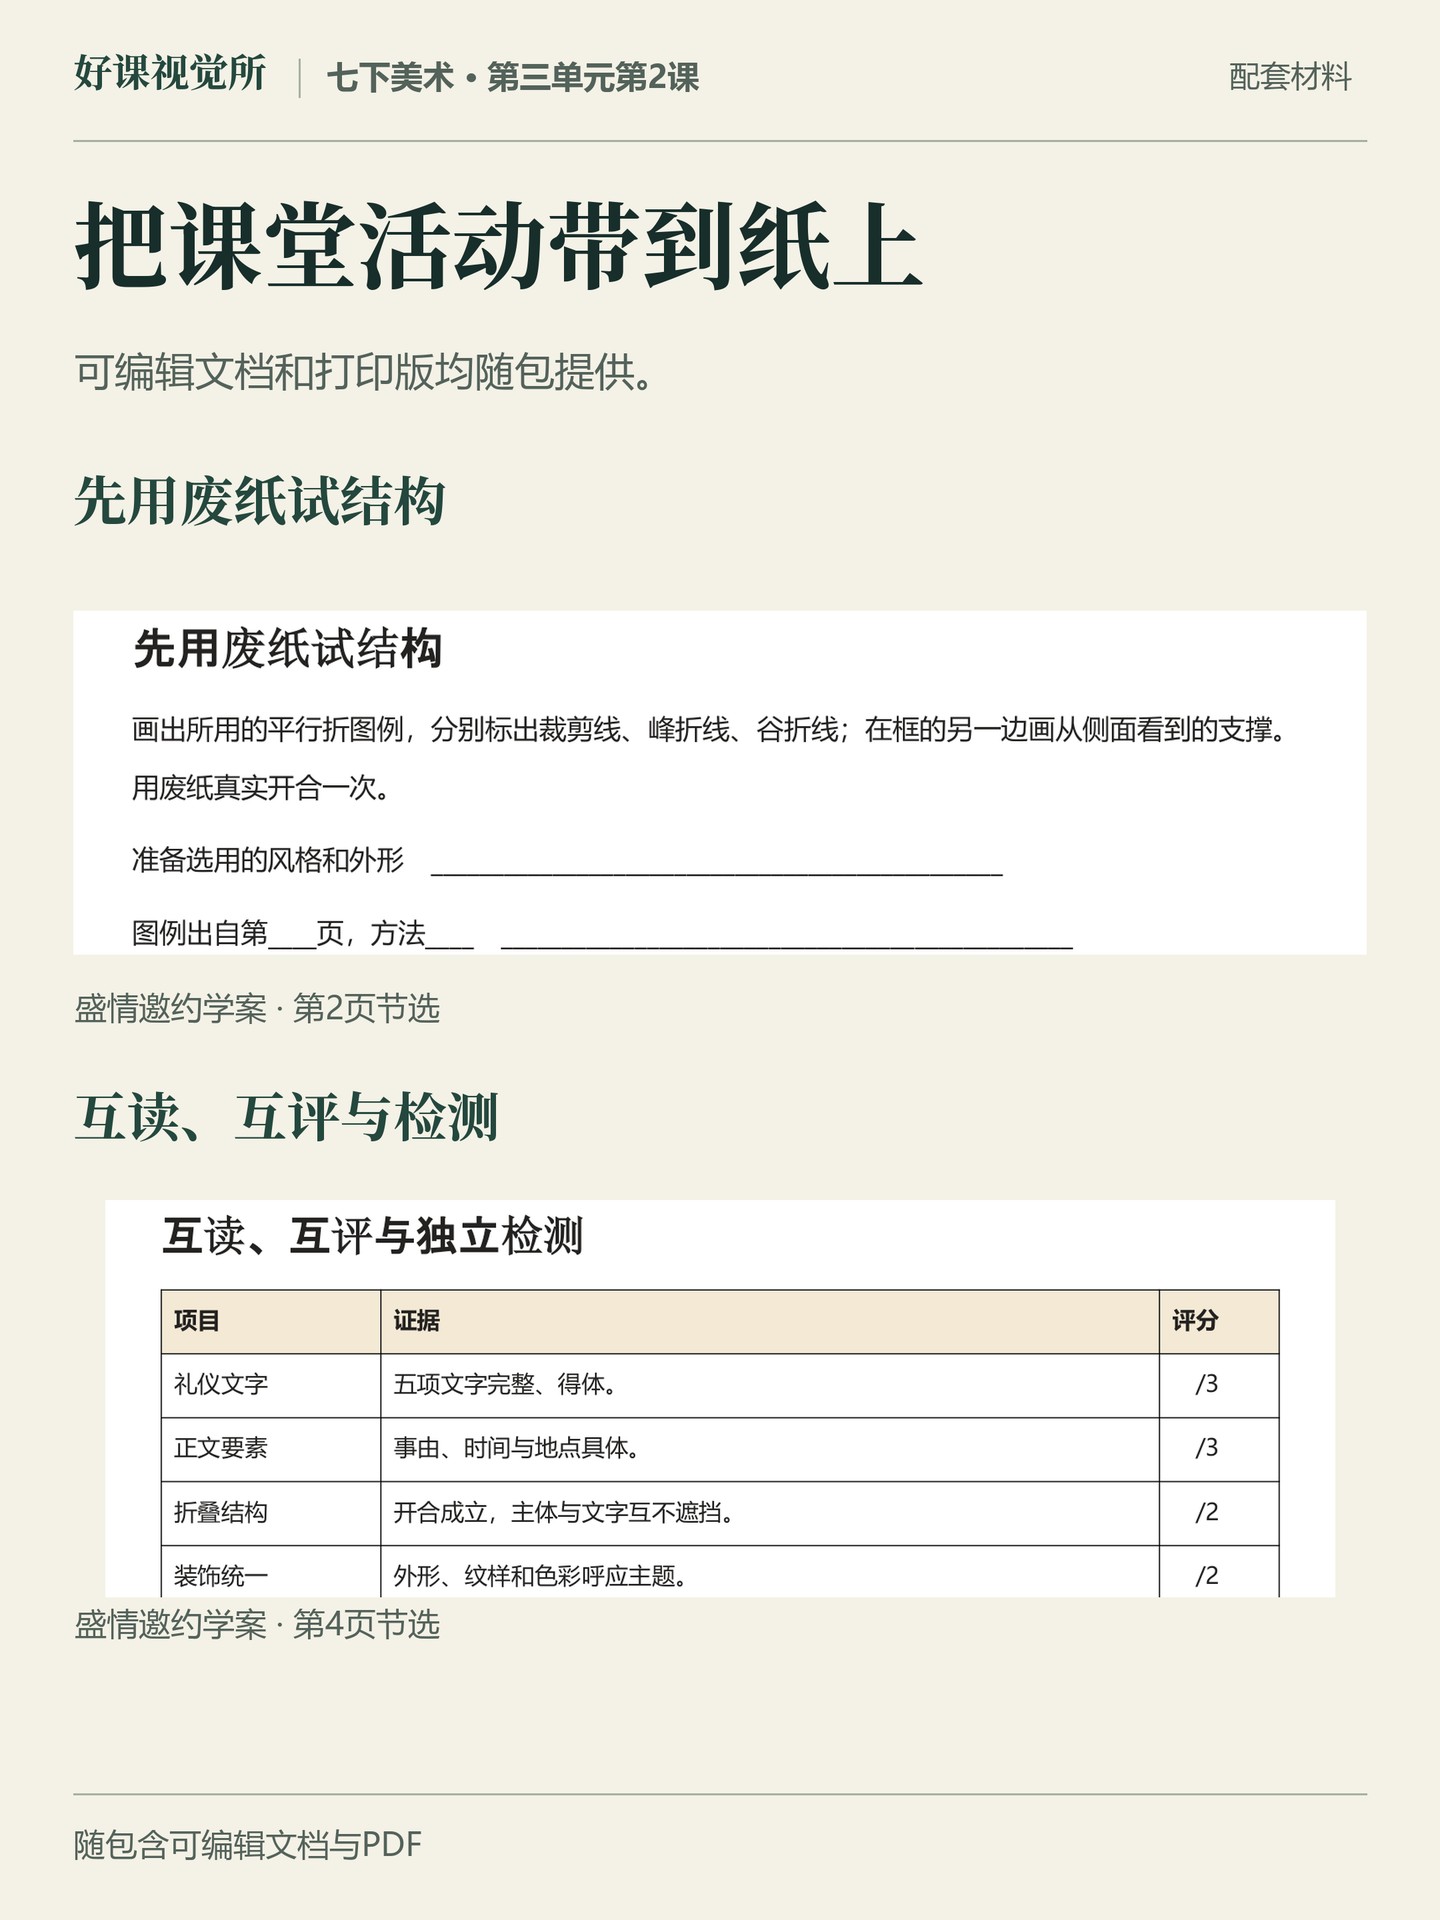 好课视觉所 七下美术·第三单元第2课 配套材料
把课堂活动带到纸上
可编辑文档和打印版均随包提供。
先用废纸试结构
先用废纸试结构
画出所用的平行折图例，分别标出裁剪线、峰折线、谷折线；在框的另一边画从侧面看到的支撑。
用废纸真实开合一次。
准备选用的风格和外形 ____________________
图例出自第____页，方法____ ____________________
盛情邀约学案 · 第2页节选
互读、互评与检测
互读、互评与独立检测
项目 证据 评分
礼仪文字 五项文字完整、得体。 /3
正文要素 事由、时间与地点具体。 /3
折叠结构 开合成立，主体与文字互不遮挡。 /2
装饰统一 外形、纹样和色彩呼应主题。 /2
盛情邀约学案 · 第4页节选
随包含可编辑文档与PDF